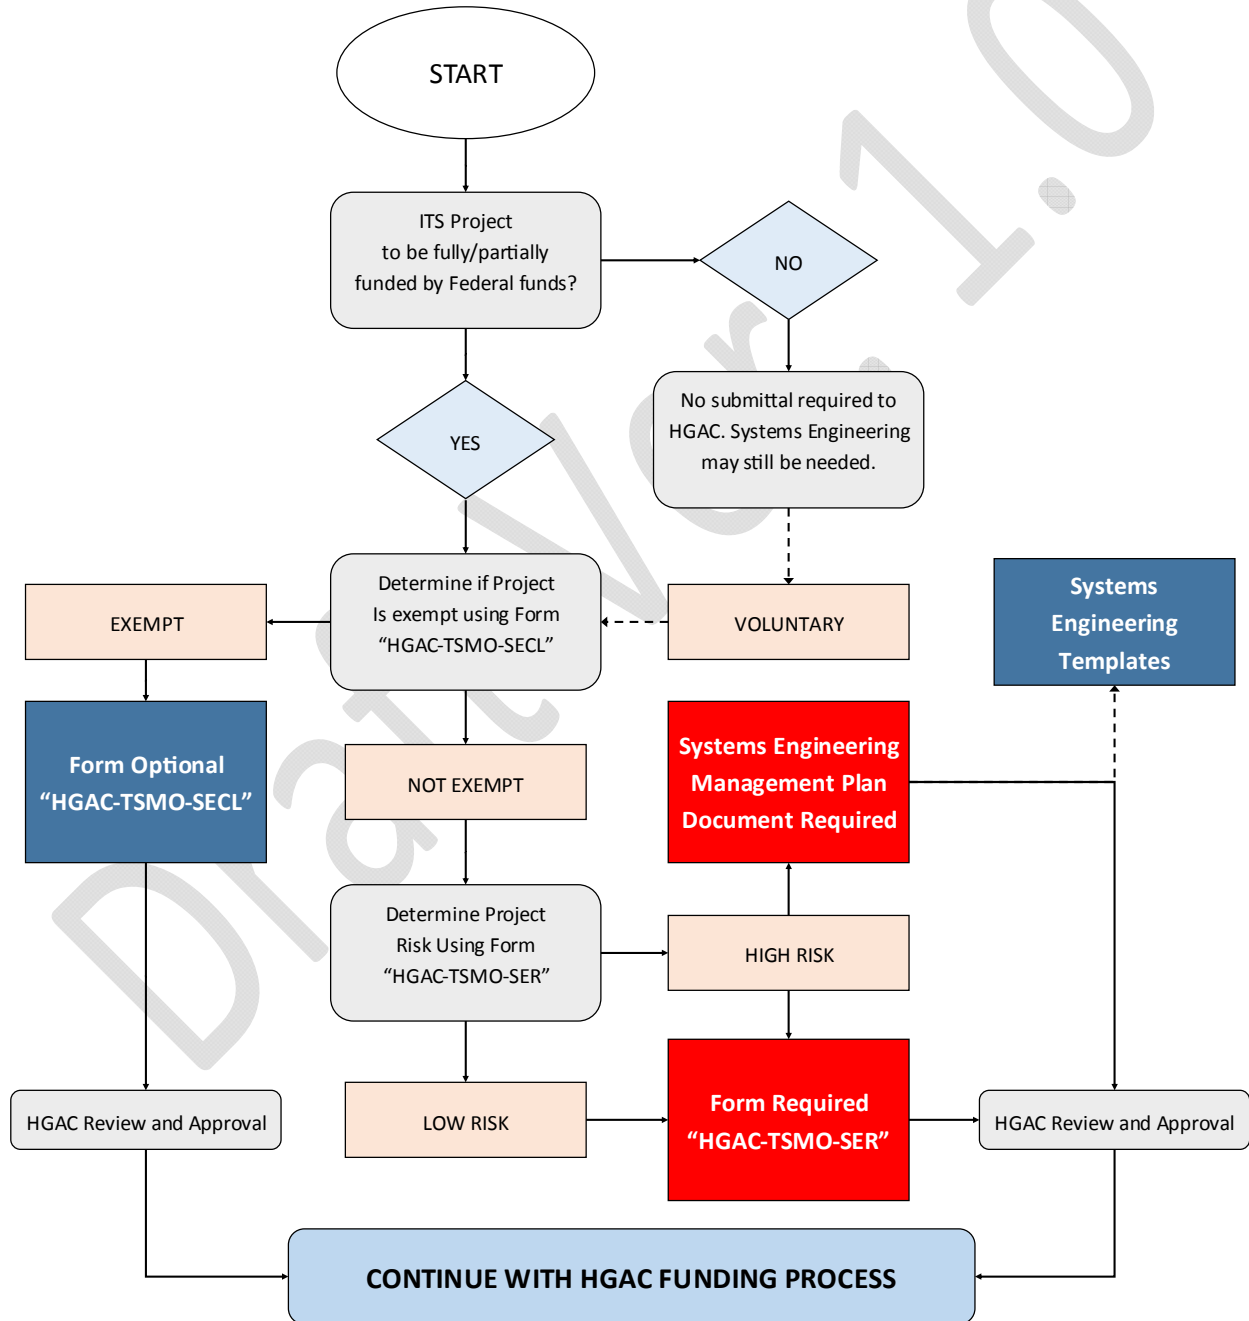 START
ITS Project
to be fully/partially
funded by Federal funds?
NO
YES
No submittal required to
HGAC. Systems Engineering
may still be needed.
Determine if Project
Is exempt using Form
“HGAC-TSMO-SECL”
EXEMPT
VOLUNTARY
Systems
Engineering
Templates
Form Optional
“HGAC-TSMO-SECL”
NOT EXEMPT
Systems Engineering
Management Plan
Document Required
Determine Project
Risk Using Form
“HGAC-TSMO-SER”
HIGH RISK
LOW RISK
Form Required
“HGAC-TSMO-SER”
HGAC Review and Approval
HGAC Review and Approval
CONTINUE WITH HGAC FUNDING PROCESS
Draft Ver. 1.0